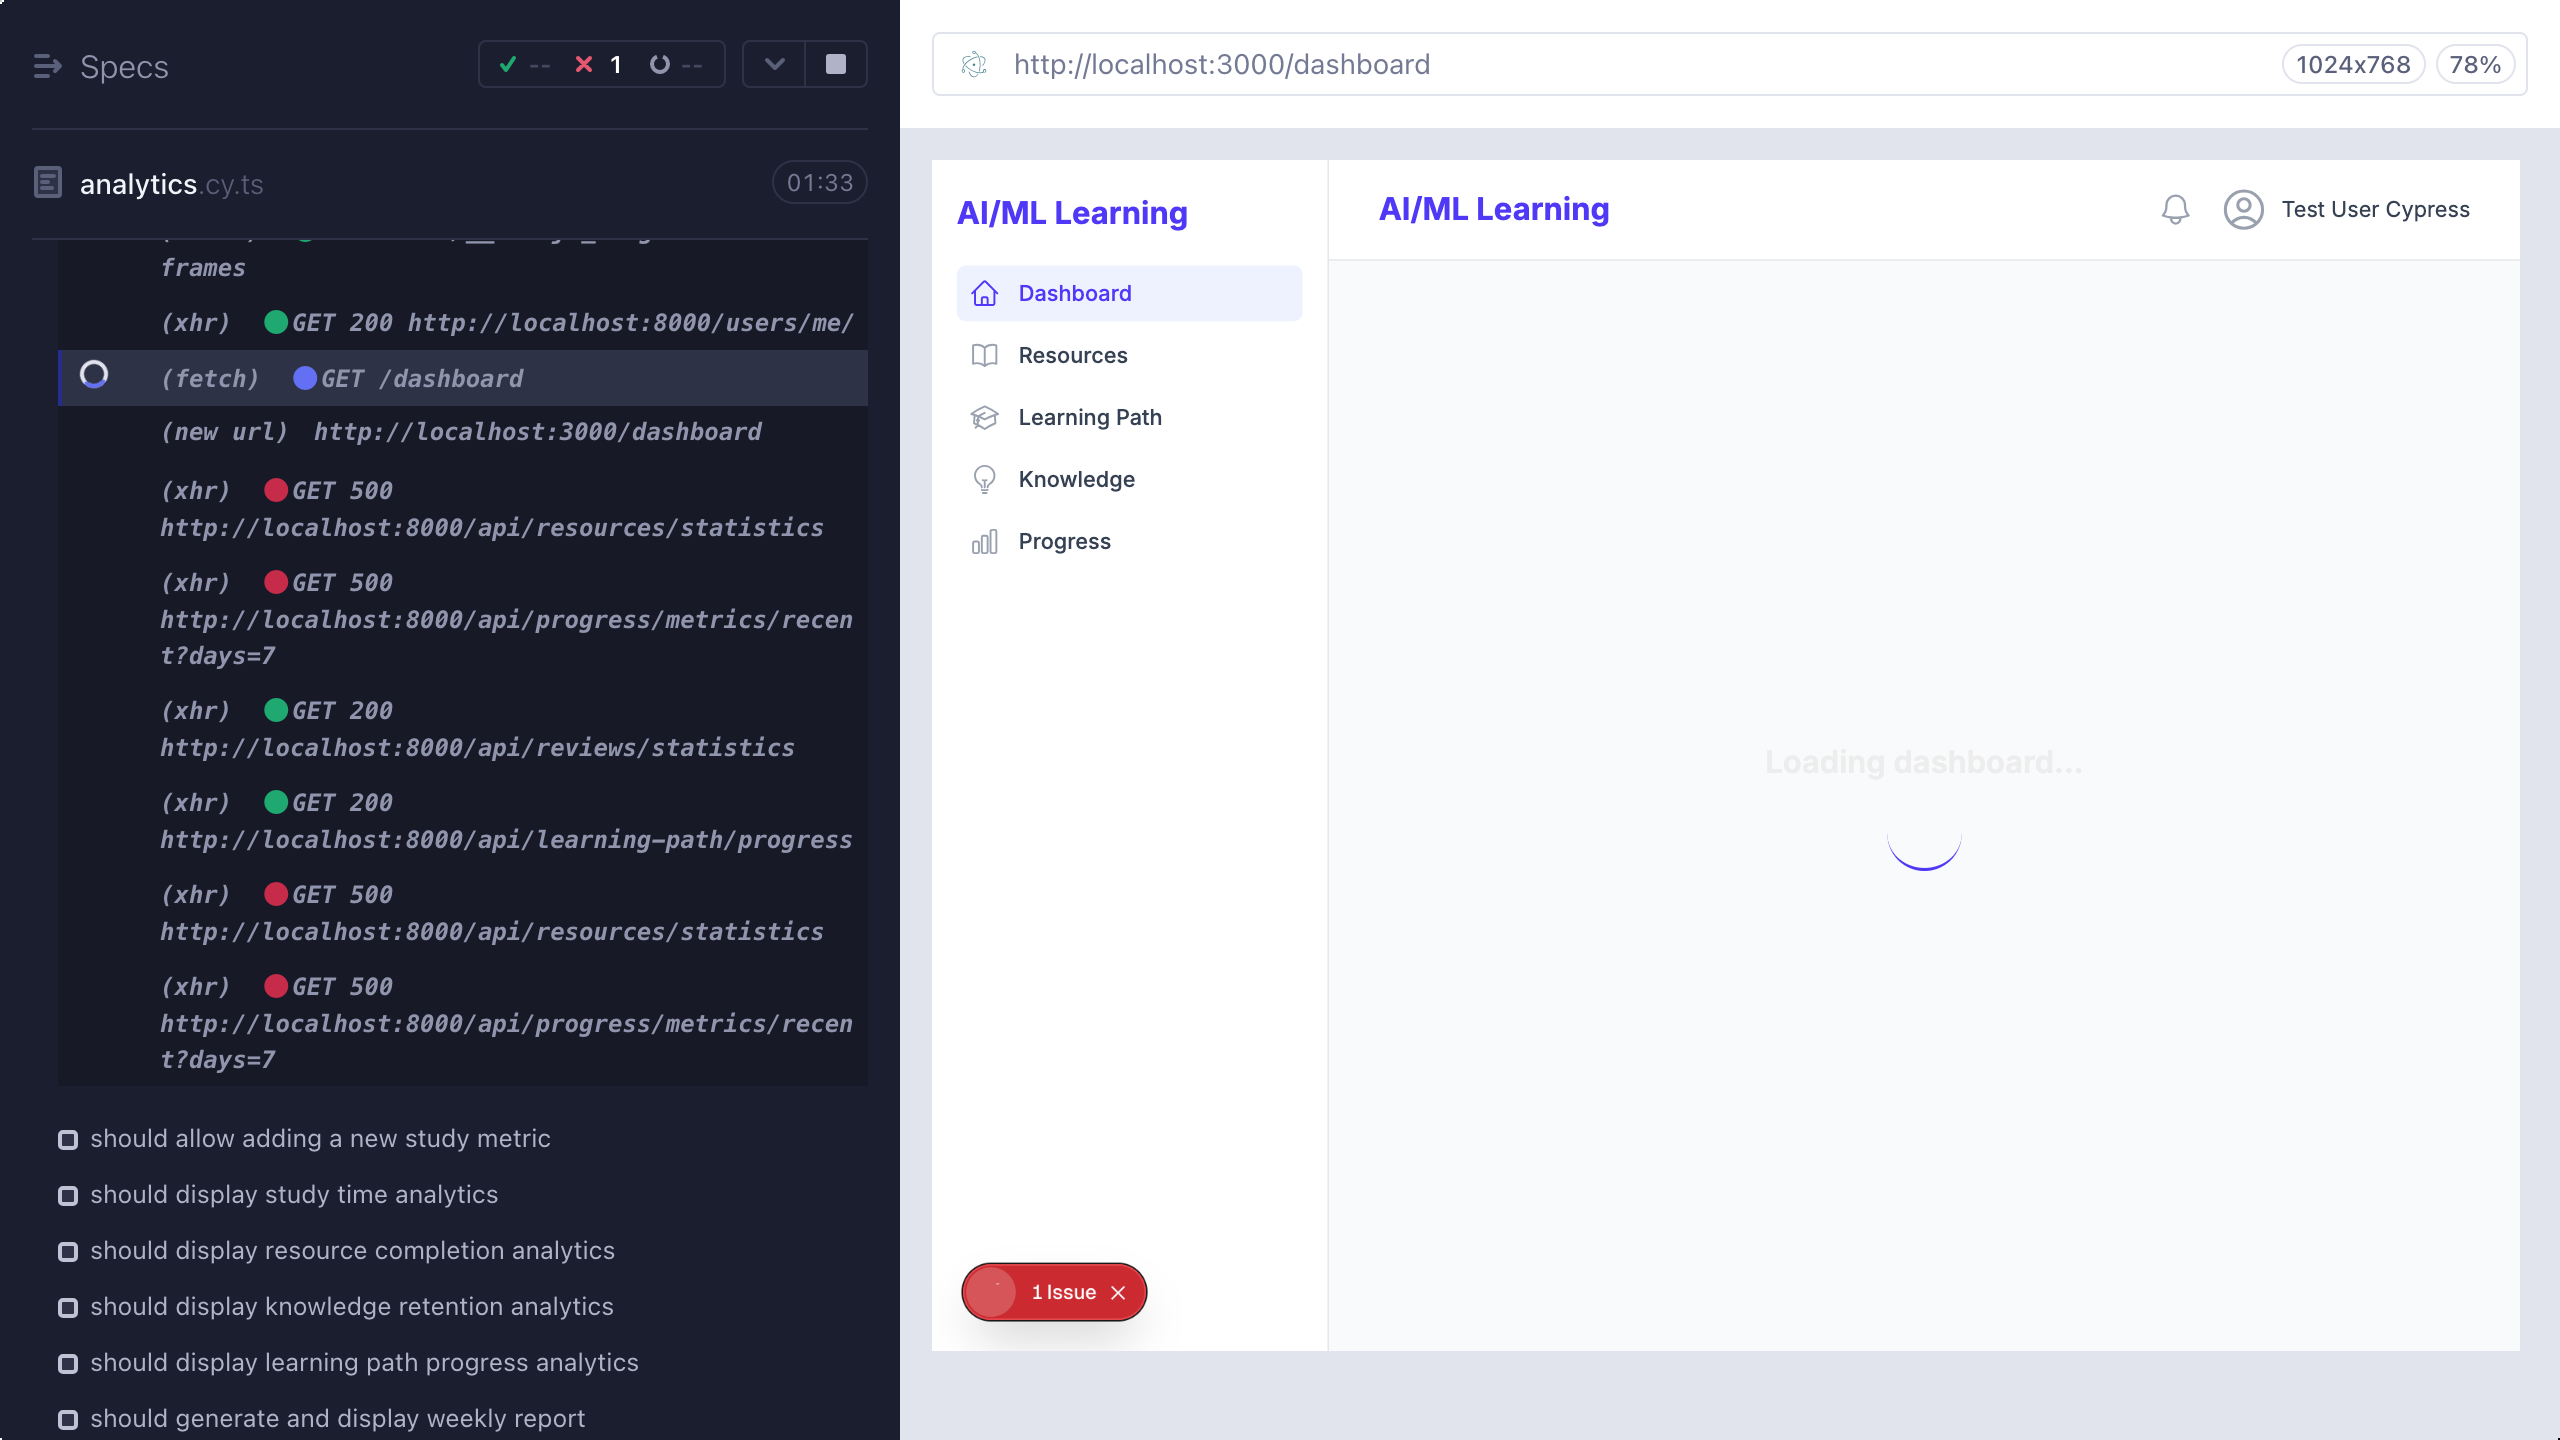 Specs
-- 1 --
analytics.cy.ts
01:33
frames
(xhr) GET 200 http://localhost:8000/users/me/
(fetch) GET /dashboard
(new url) http://localhost:3000/dashboard
(xhr) GET 500
http://localhost:8000/api/resources/statistics
(xhr) GET 500
http://localhost:8000/api/progress/metrics/recen
t?days=7
(xhr) GET 200
http://localhost:8000/api/reviews/statistics
(xhr) GET 200
http://localhost:8000/api/learning-path/progress
(xhr) GET 500
http://localhost:8000/api/resources/statistics
(xhr) GET 500
http://localhost:8000/api/progress/metrics/recen
t?days=7
should allow adding a new study metric
should display study time analytics
should display resource completion analytics
should display knowledge retention analytics
should display learning path progress analytics
should generate and display weekly report
http://localhost:3000/dashboard
1024x768
78%
AI/ML Learning
Dashboard
Resources
Learning Path
Knowledge
Progress
1 Issue
AI/ML Learning
Test User Cypress
Loading dashboard...